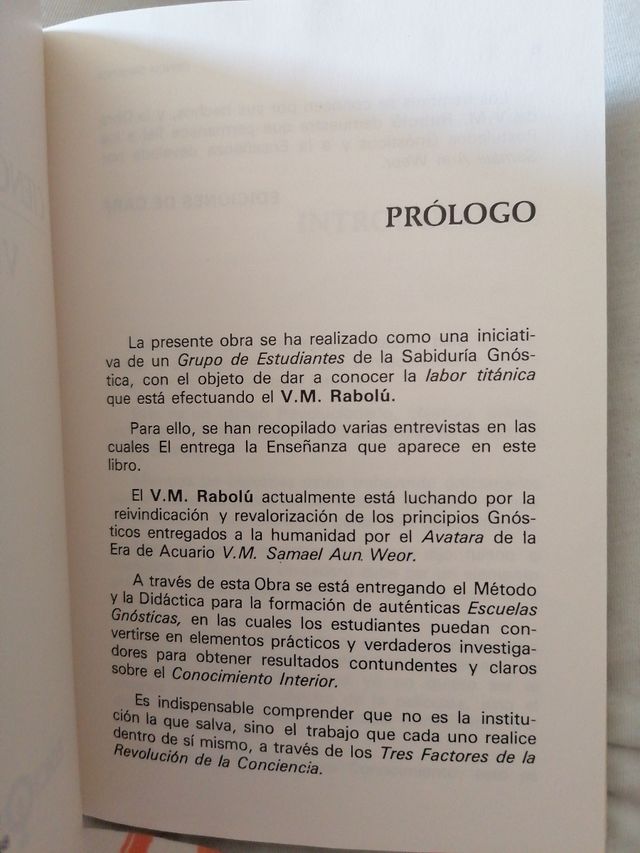 PRÓLOGO
La presente obra se ha realizado como una iniciati-
va de un Grupo de Estudiantes de la Sabiduría Gnós-
tica, con el objeto de dar a conocer la labor titánica
que está efectuando el V.M. Rabolú.
Para ello, se han recopilado varias entrevistas en las
cuales El entrega la Enseñanza que aparece en este
libro.
El V.M. Rabolú actualmente está luchando por la
reivindicación y revalorización de los principios Gnós-
ticos entregados a la humanidad por el Avatara de la
Era de Acuario V.M. Samael Aun Weor.
A través de esta Obra se está entregando el Método
y la Didáctica para la formación de auténticas Escuelas
Gnósticas, en las cuales los estudiantes puedan con-
vertirse en elementos prácticos y verdaderos investiga-
dores para obtener resultados contundentes y claros
sobre el Conocimiento Interior.
Es indispensable comprender que no es la institu-
ción la que salva, sino el trabajo que cada uno realice
dentro de sí mismo, a través de los Tres Factores de la
Revolución de la Conciencia.